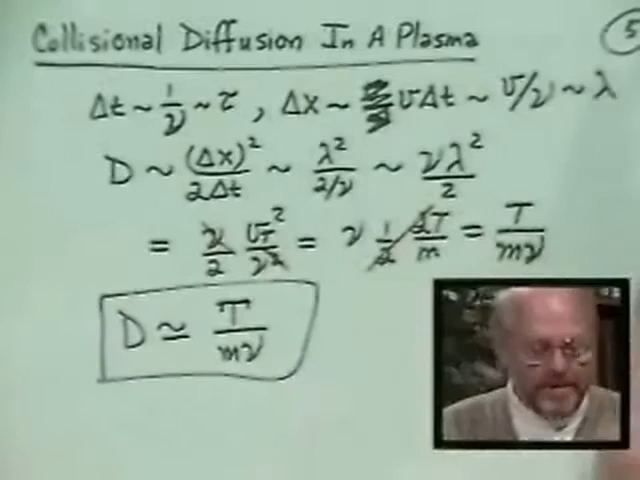 Collisional Diffusion In A Plasma
5
Δt ~ 1/ν ~ τ , Δx ~ vΔt ~ v/ν ~ λ
D ~ (Δx)²/2Δt ~ λ²/2/ν ~ νλ²/2
= ν/2 v_T²/ν² = ν 1/2 2T/m = T/mν
D ≃ T/mν